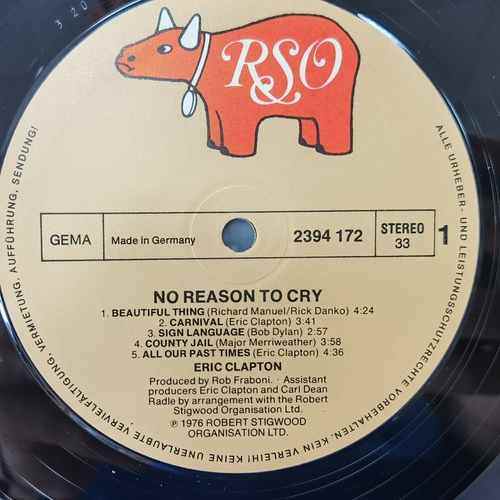 3 20
RSO
GEMA
Made in Germany
2394 172
STEREO
33
1
NO REASON TO CRY
1. BEAUTIFUL THING (Richard Manuel/Rick Danko) 4:24
2. CARNIVAL (Eric Clapton) 3:41
3. SIGN LANGUAGE (Bob Dylan) 2:57
4. COUNTY JAIL (Major Merriweather) 3:58
5. ALL OUR PAST TIMES (Eric Clapton) 4:36
ERIC CLAPTON
Produced by Rob Fraboni. · Assistant
producers Eric Clapton and Carl Dean
Radle by arrangement with the Robert
Stigwood Organisation Ltd.
℗ 1976 ROBERT STIGWOOD
ORGANISATION LTD.
ALLE URHEBER- UND LEISTUNGSSCHUTZRECHTE VORBEHALTEN. KEIN VERLEIH! KEINE UNERLAUBTE VERVIELFÄLTIGUNG, VERMIETUNG, AUFFÜHRUNG, SENDUNG!